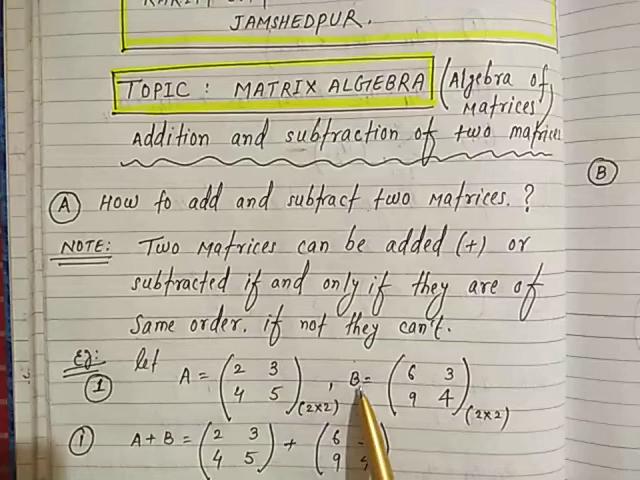 JAMSHEDPUR.
TOPIC : MATRIX ALGEBRA (Algebra of Matrices)
Addition and subtraction of two matrices
(A) How to add and subtract two Matrices. ?
(B)
NOTE: Two Matrices can be added (+) or
subtracted if and only if they are of
same order. if not they can't.
Eg: (1) let A = (2 3 / 4 5)(2×2) , B = (6 3 / 9 4)(2×2)
(1) A + B = (2 3 / 4 5) + (6 / 9 4)